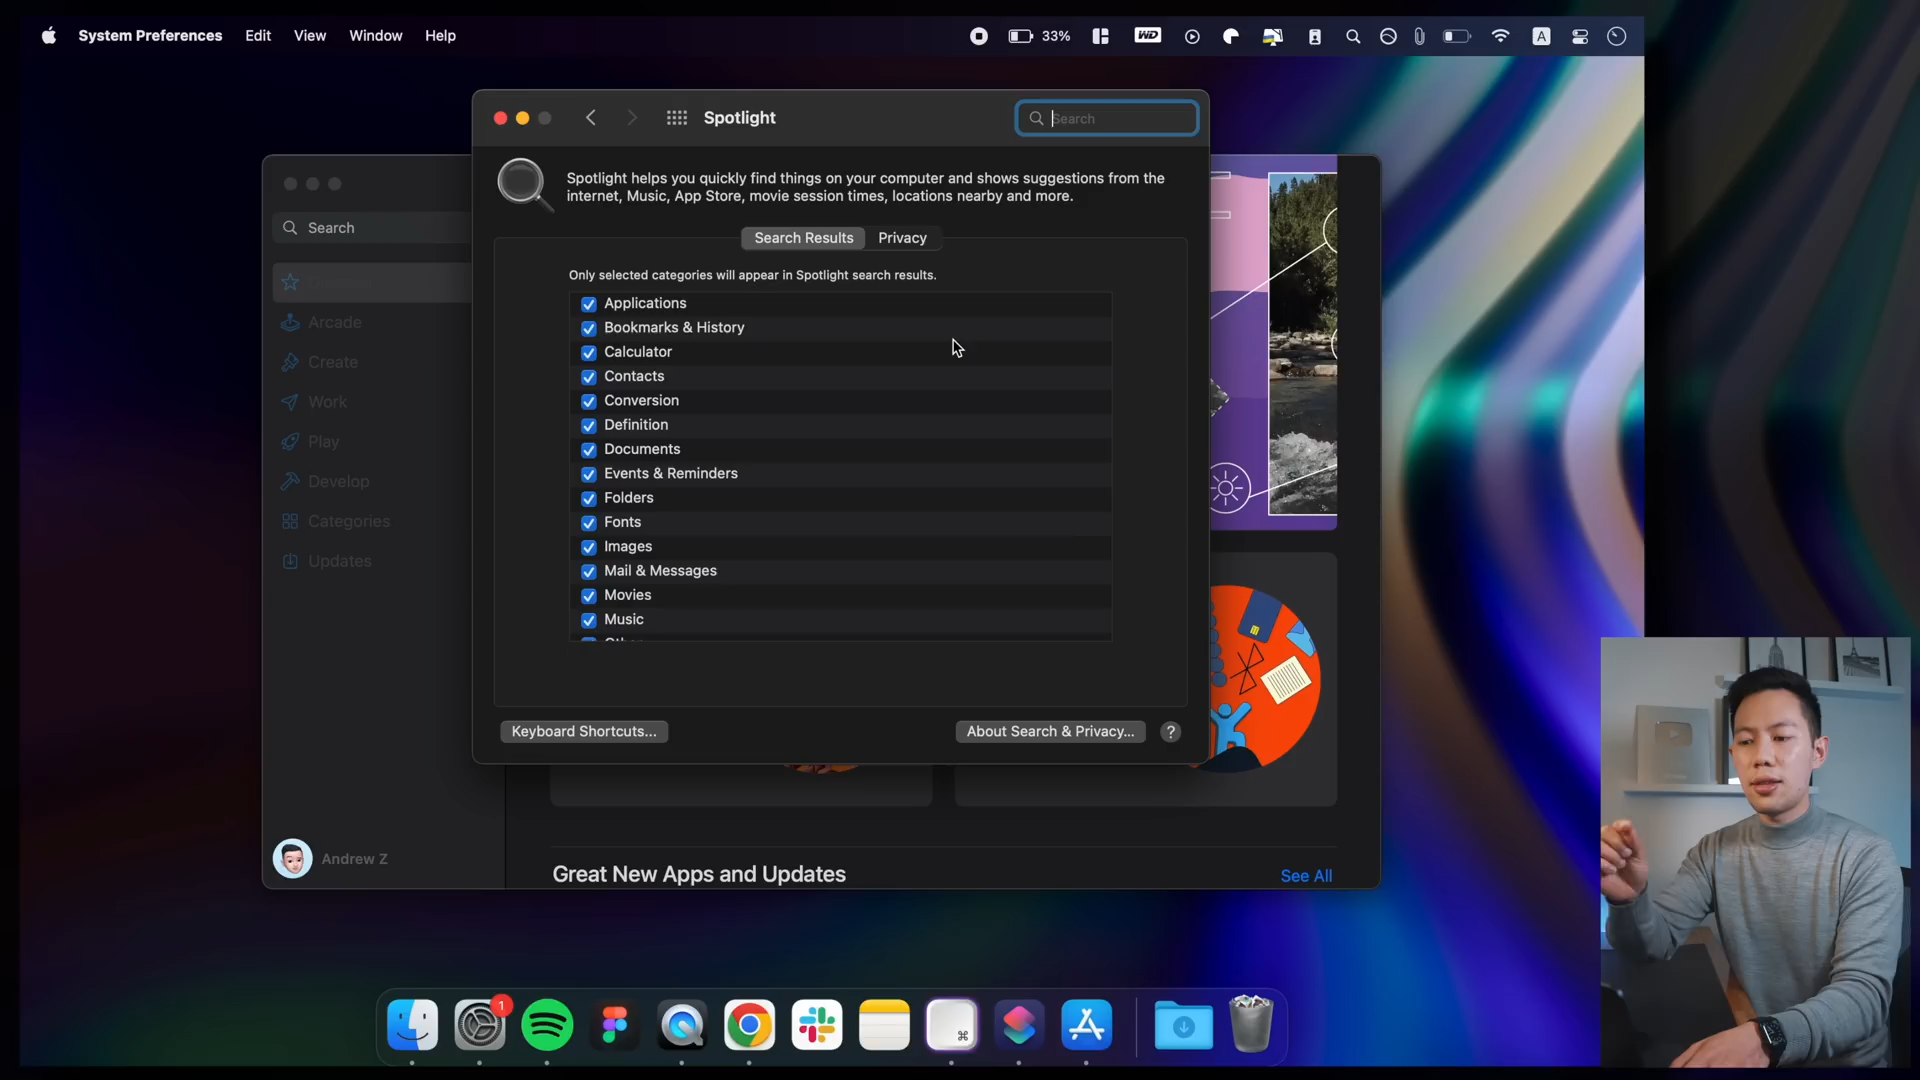 System Preferences Edit View Window Help
33%
WD
A
Spotlight
Search
Spotlight helps you quickly find things on your computer and shows suggestions from the
internet, Music, App Store, movie session times, locations nearby and more.
Search Results Privacy
Only selected categories will appear in Spotlight search results.
Applications
Bookmarks & History
Calculator
Contacts
Conversion
Definition
Documents
Events & Reminders
Folders
Fonts
Images
Mail & Messages
Movies
Music
Keyboard Shortcuts...
About Search & Privacy...
?
Search
Arcade
Create
Work
Play
Develop
Categories
Updates
Andrew Z
Great New Apps and Updates
See All
1